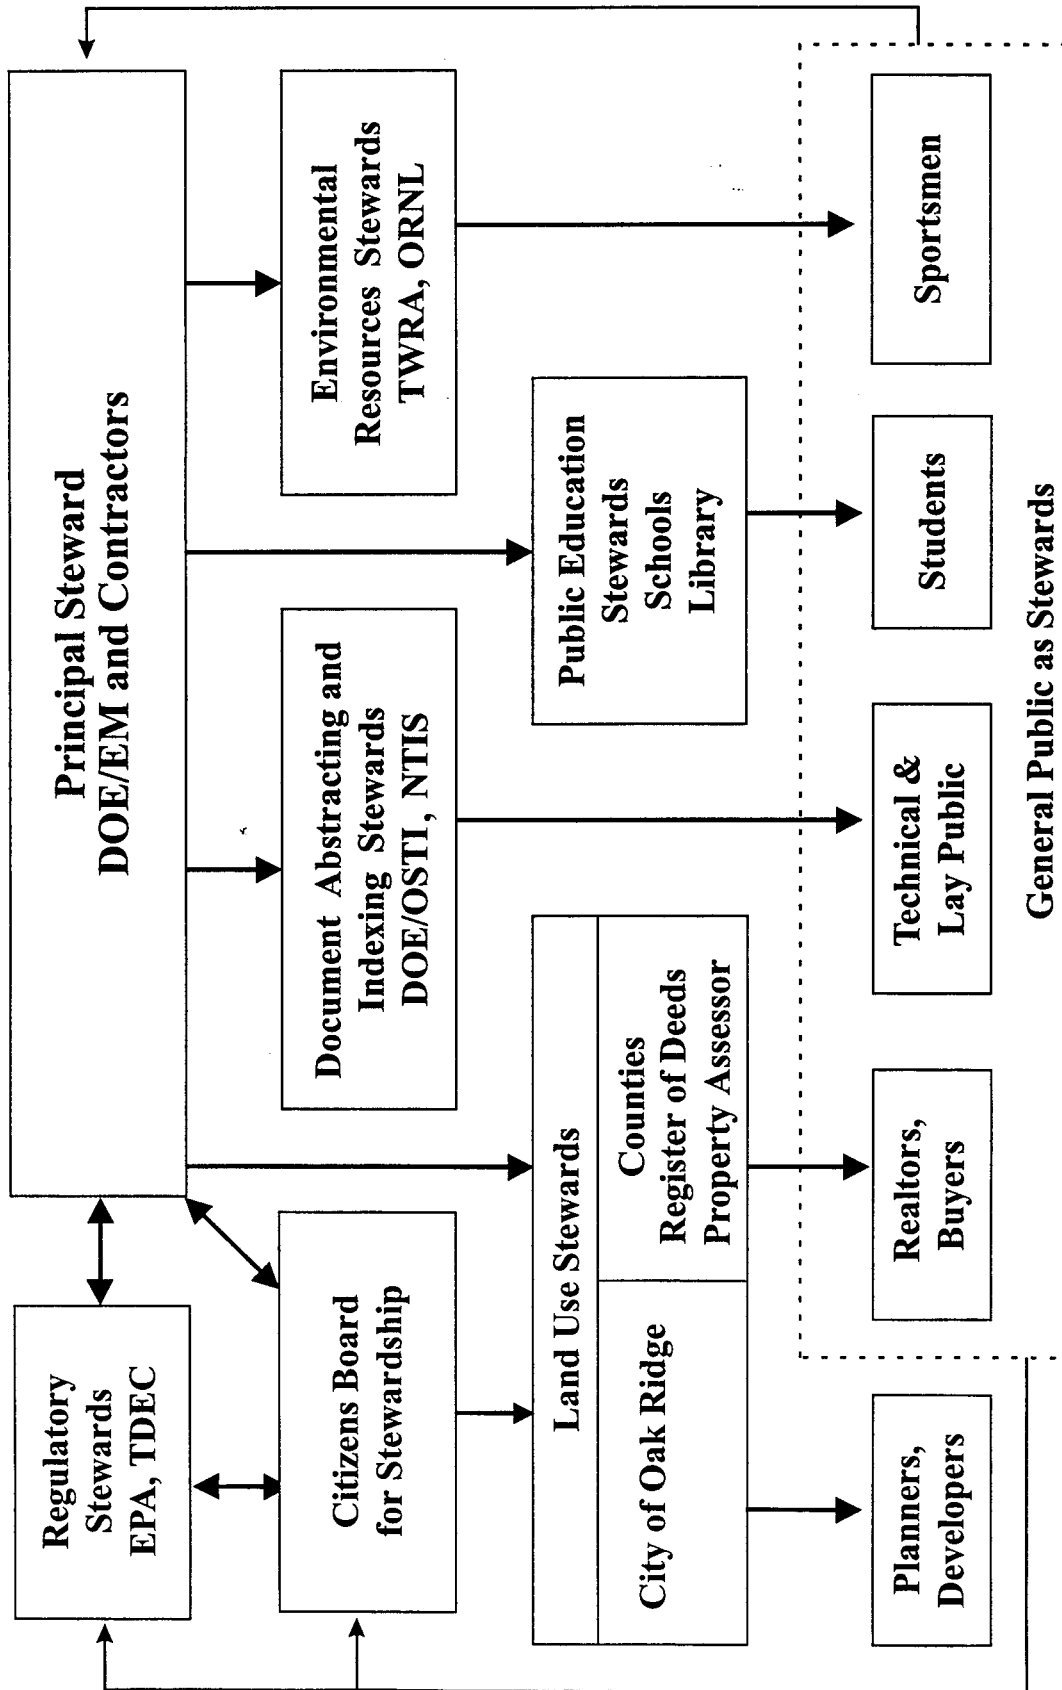 Principal Steward
DOE/EM and Contractors
Regulatory
Stewards
EPA, TDEC
Citizens Board
for Stewardship
Document Abstracting and
Indexing Stewards
DOE/OSTI, NTIS
Environmental
Resources Stewards
TWRA, ORNL
Land Use Stewards
City of Oak Ridge
Counties
Register of Deeds
Property Assessor
Public Education
Stewards
Schools
Library
Planners,
Developers
Realtors,
Buyers
Technical &
Lay Public
Students
Sportsmen
General Public as Stewards